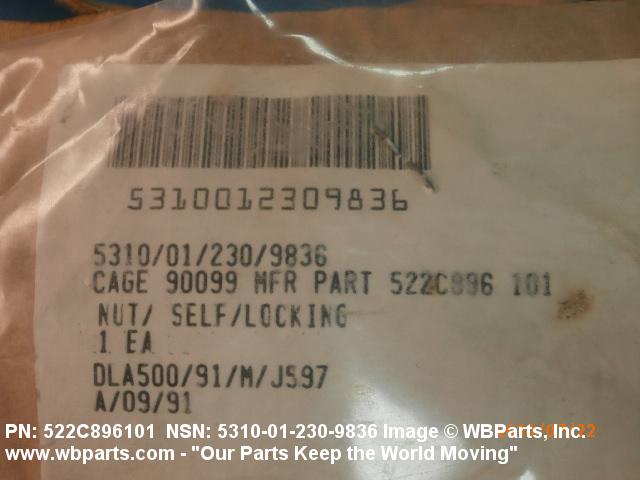 5310012309836
5310/01/230/9836
CAGE 90099 MFR PART 522C896 101
NUT/ SELF/LOCKING
1 EA
DLA500/91/M/J597
A/09/91
PN: 522C896101 NSN: 5310-01-230-9836 Image © WBParts, Inc.
www.wbparts.com - "Our Parts Keep the World Moving"